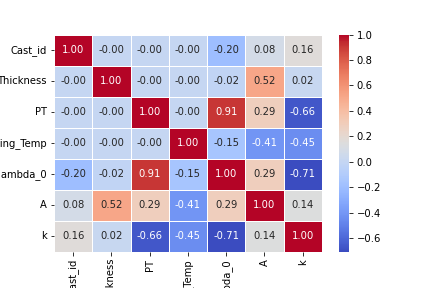 Cast_id 1.00 -0.00 -0.00 -0.00 -0.20 0.08 0.16
Thickness -0.00 1.00 -0.00 -0.00 -0.02 0.52 0.02
PT -0.00 -0.00 1.00 -0.00 0.91 0.29 -0.66
ing_Temp -0.00 -0.00 -0.00 1.00 -0.15 -0.41 -0.45
ambda_0 -0.20 -0.02 0.91 -0.15 1.00 0.29 -0.71
A 0.08 0.52 0.29 -0.41 0.29 1.00 0.14
k 0.16 0.02 -0.66 -0.45 -0.71 0.14 1.00
ast_id
kness
PT
Temp
da_0
A
k
1.0
0.8
0.6
0.4
0.2
0.0
−0.2
−0.4
−0.6